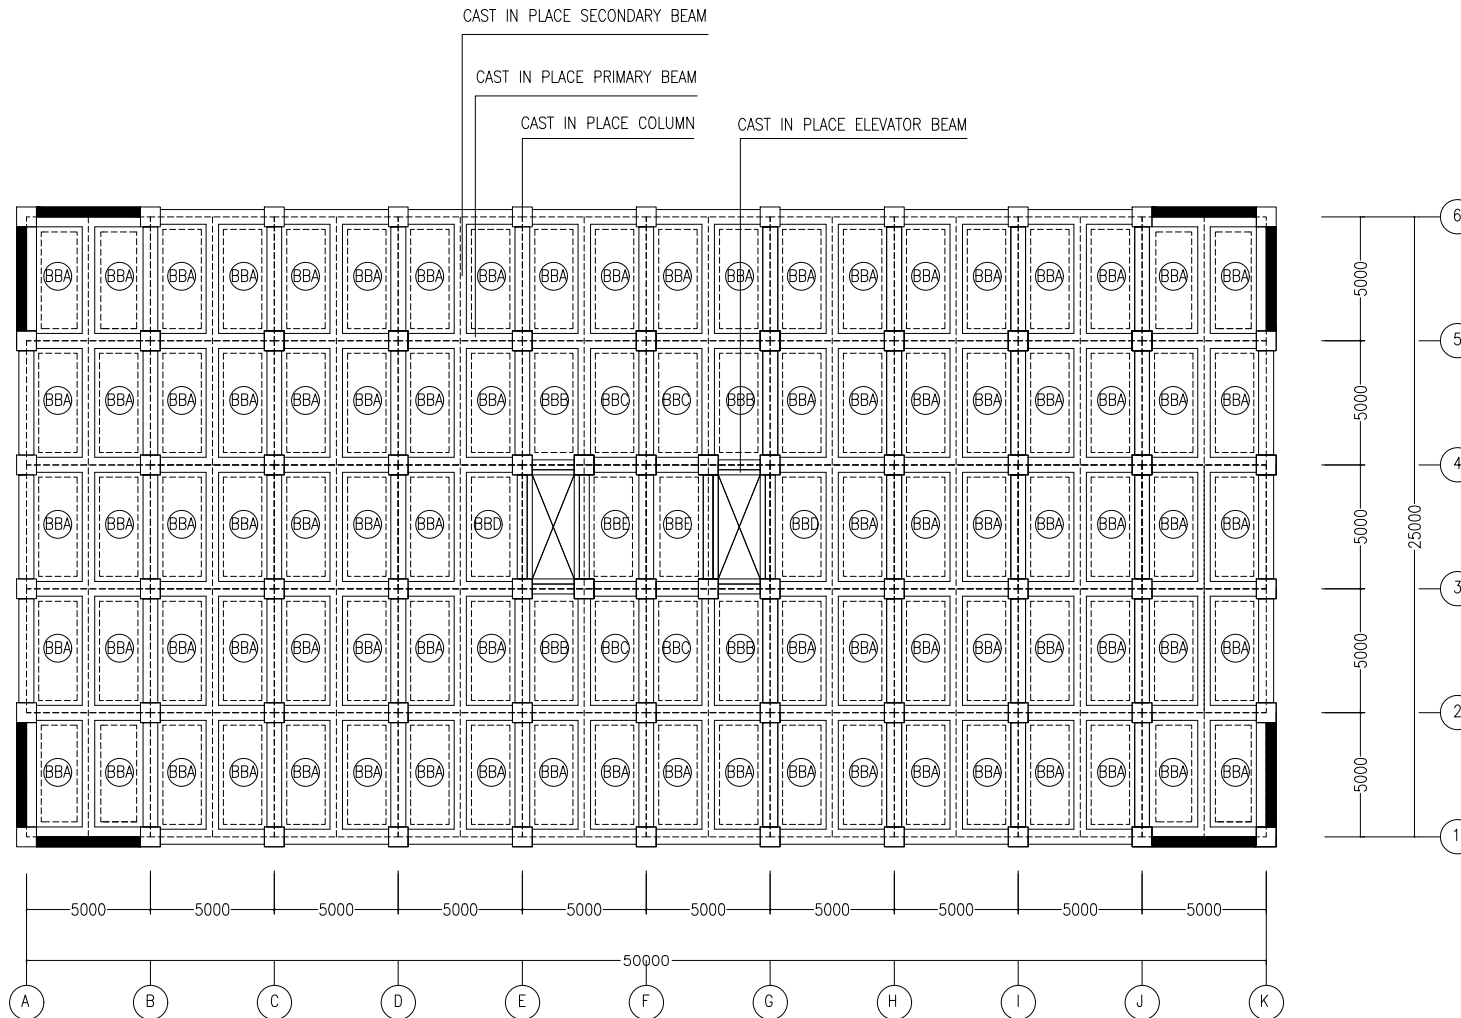 CAST IN PLACE SECONDARY BEAM
CAST IN PLACE PRIMARY BEAM
CAST IN PLACE COLUMN
CAST IN PLACE ELEVATOR BEAM
6
BBA BBA BBA BBA BBA BBA BBA BBA BBA BBA BBA BBA BBA BBA BBA BBA BBA BBA BBA BBA
5000
5
BBA BBA BBA BBA BBA BBA BBA BBA BBB BBC BBC BBB BBA BBA BBA BBA BBA BBA BBA BBA
5000
4
BBA BBA BBA BBA BBA BBA BBA BBD BBE BBE BBD BBA BBA BBA BBA BBA BBA BBA
5000
25000
3
BBA BBA BBA BBA BBA BBA BBA BBA BBB BBC BBC BBB BBA BBA BBA BBA BBA BBA BBA BBA
5000
2
BBA BBA BBA BBA BBA BBA BBA BBA BBA BBA BBA BBA BBA BBA BBA BBA BBA BBA BBA BBA
5000
1
5000 5000 5000 5000 5000 5000 5000 5000 5000 5000
50000
A B C D E F G H I J K